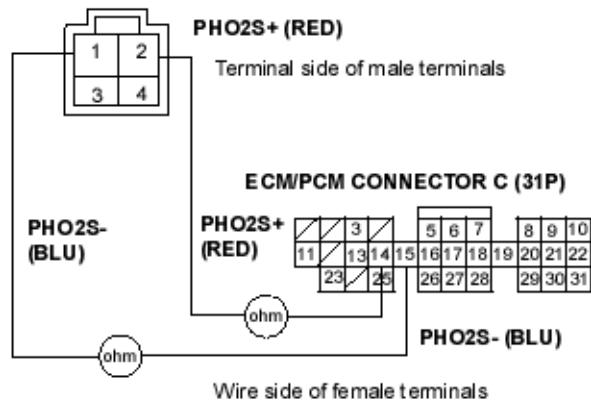 PHO2S+ (RED)
1 2
Terminal side of male terminals
3 4
ECM/PCM CONNECTOR C (31P)
PHO2S-
(BLU)
PHO2S+
(RED)
3 5 6 7 8 9 10
11 13 14 15 16 17 18 19 20 21 22
23 25 26 27 28 29 30 31
ohm
PHO2S- (BLU)
ohm
Wire side of female terminals